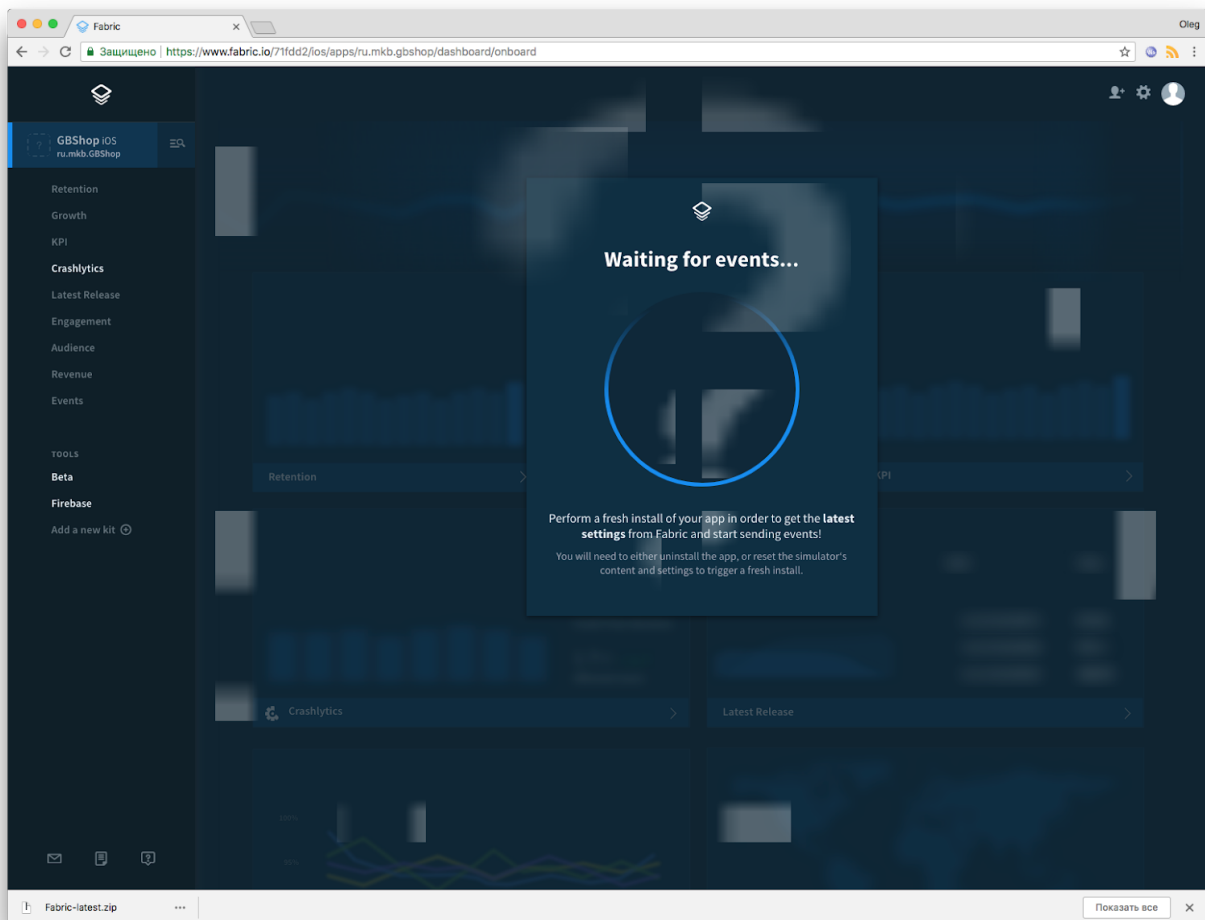 Fabric
Oleg
Защищено | https://www.fabric.io/71fdd2/ios/apps/ru.mkb.gbshop/dashboard/onboard
GBShop iOS
ru.mkb.GBShop
Retention
Growth
KPI
Crashlytics
Latest Release
Engagement
Audience
Revenue
Events
TOOLS
Beta
Firebase
Add a new kit
Waiting for events...
Perform a fresh install of your app in order to get the latest
settings from Fabric and start sending events!
You will need to either uninstall the app, or reset the simulator's
content and settings to trigger a fresh install.
Retention
KPI
Crashlytics
Latest Release
100%
Fabric-latest.zip
Показать все